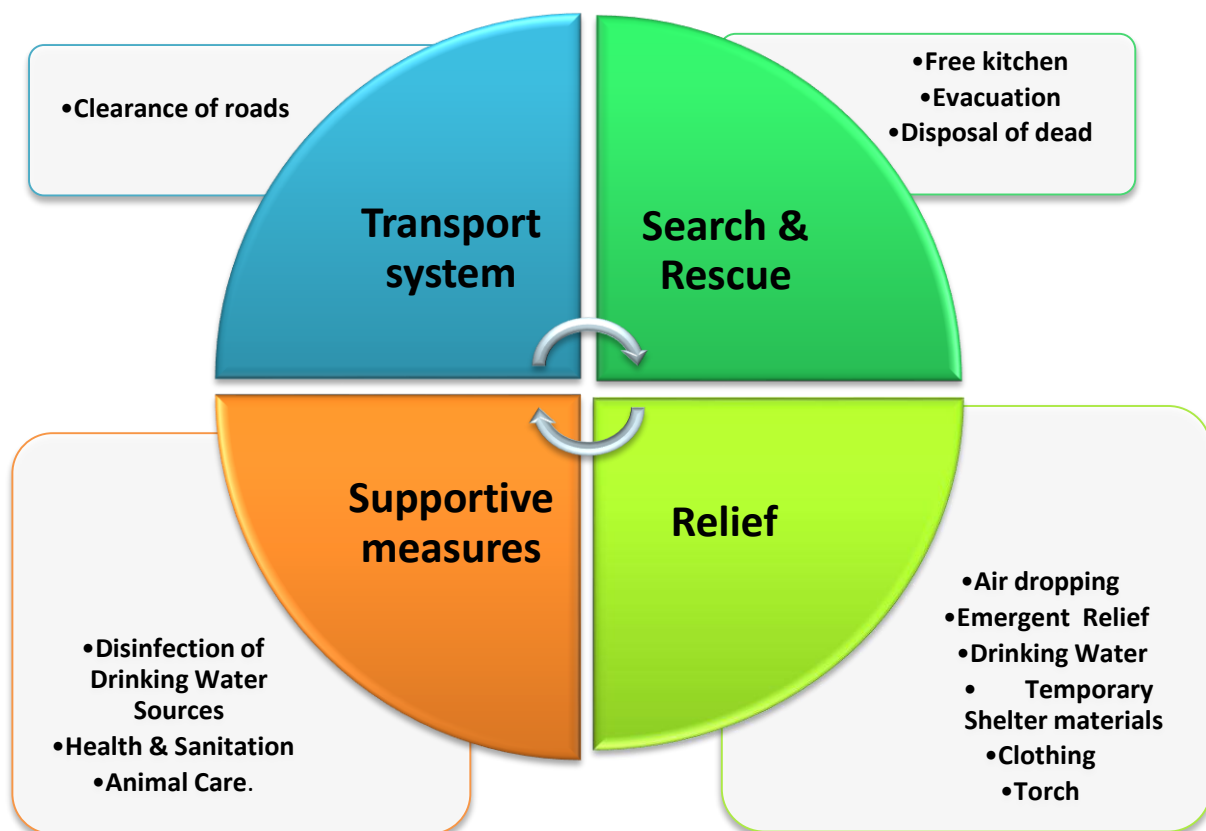 •Clearance of roads
•Free kitchen
•Evacuation
•Disposal of dead
Transport
system
Search &
Rescue
Supportive
measures
Relief
•Disinfection of
Drinking Water
Sources
•Health & Sanitation
•Animal Care.
•Air dropping
•Emergent Relief
•Drinking Water
• Temporary
Shelter materials
•Clothing
•Torch